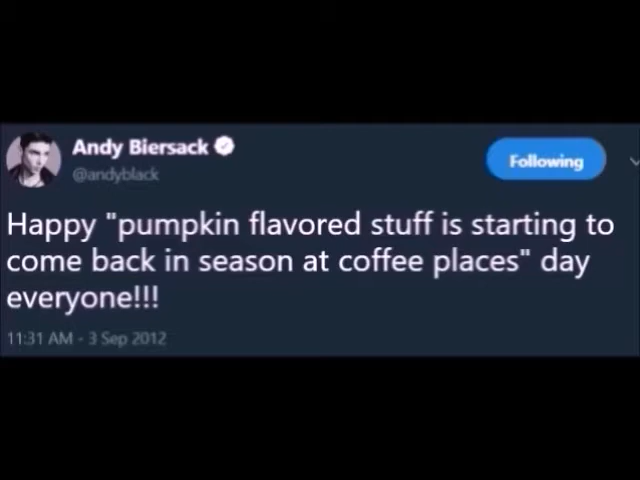 Andy Biersack
@andyblack
Following
Happy "pumpkin flavored stuff is starting to
come back in season at coffee places" day
everyone!!!
11:31 AM - 3 Sep 2012